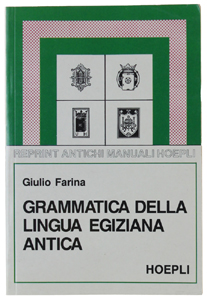 REPRINT ANTICHI MANUALI HOEPLI
Giulio Farina
GRAMMATICA DELLA
LINGUA EGIZIANA
ANTICA
HOEPLI